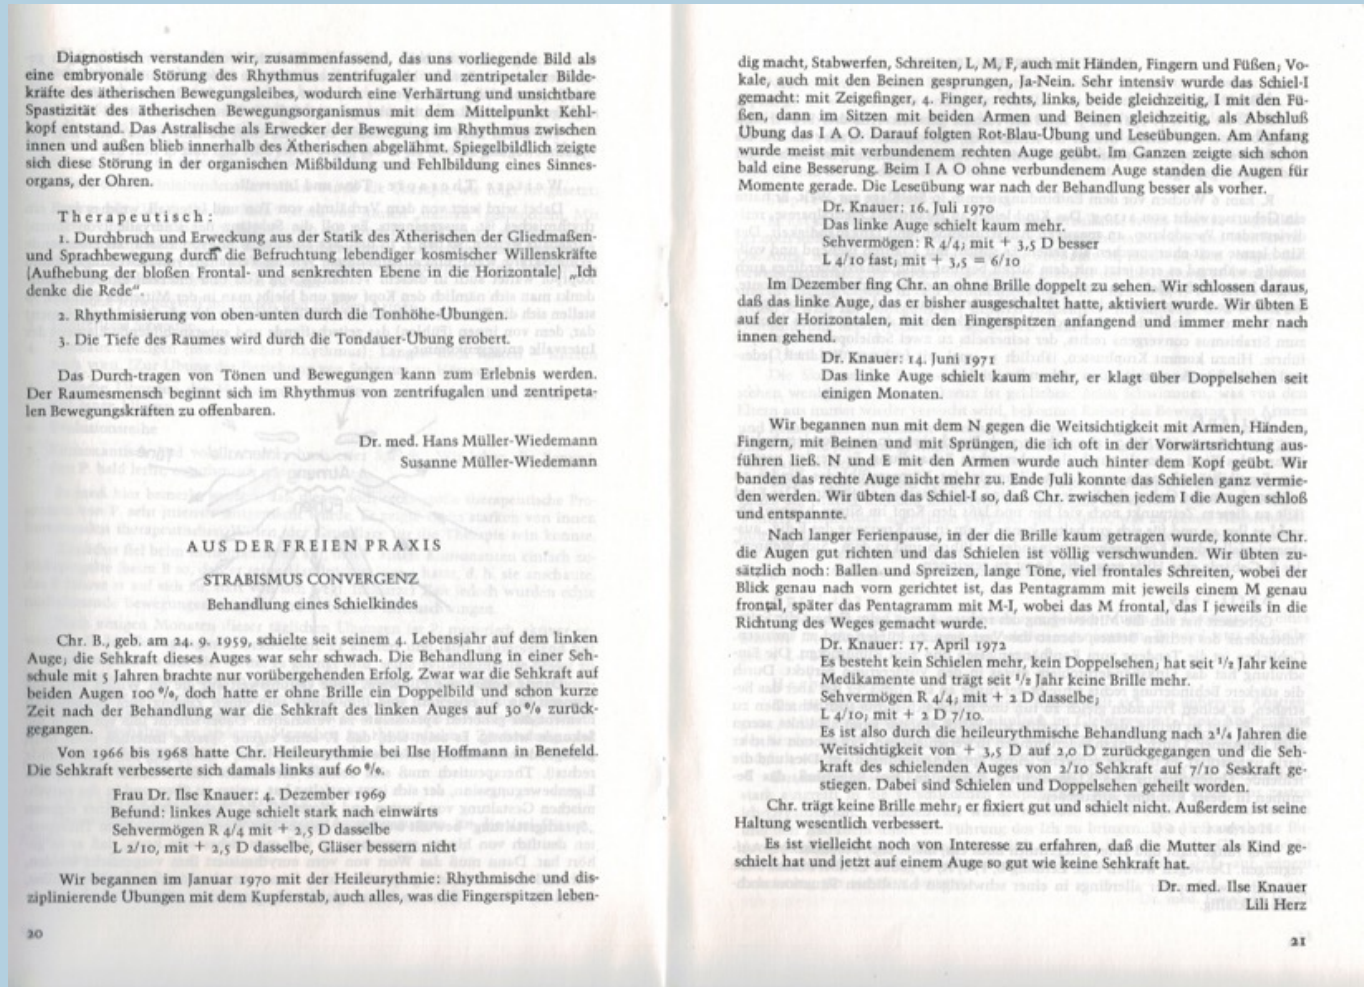 Diagnostisch verstanden wir, zusammenfassend, das uns vorliegende Bild als
eine embryonale Störung des Rhythmus zentrifugaler und zentripetaler Bilde-
kräfte des ätherischen Bewegungsleibes, wodurch eine Verhärtung und unsichtbare
Spastizität des ätherischen Bewegungsorganismus mit dem Mittelpunkt Kehl-
kopf entstand. Das Astralische als Erwecker der Bewegung im Rhythmus zwischen
innen und außen blieb innerhalb des Ätherischen abgelähmt. Spiegelbildlich zeigte
sich diese Störung in der organischen Mißbildung und Fehlbildung eines Sinnes-
organs, der Ohren.
Therapeutisch:
1. Durchbruch und Erweckung aus der Statik des Ätherischen der Gliedmaßen-
und Sprachbewegung durch die Befruchtung lebendiger kosmischer Willenskräfte
(Aufhebung der bloßen Frontal- und senkrechten Ebene in die Horizontale) „Ich
denke die Rede“.
2. Rhythmisierung von oben-unten durch die Tonhöhe-Übungen.
3. Die Tiefe des Raumes wird durch die Tondauer-Übung erobert.
Das Durch-tragen von Tönen und Bewegungen kann zum Erlebnis werden.
Der Raumesmensch beginnt sich im Rhythmus von zentrifugalen und zentripeta-
len Bewegungskräften zu offenbaren.
Dr. med. Hans Müller-Wiedemann
Susanne Müller-Wiedemann
AUS DER FREIEN PRAXIS
STRABISMUS CONVERGENZ
Behandlung eines Schielkindes
Chr. B., geb. am 24. 9. 1959, schielte seit seinem 4. Lebensjahr auf dem linken
Auge; die Sehkraft dieses Auges war sehr schwach. Die Behandlung in einer Seh-
schule mit 5 Jahren brachte nur vorübergehenden Erfolg. Zwar war die Sehkraft auf
beiden Augen 100 %, doch hatte er ohne Brille ein Doppelbild und schon kurze
Zeit nach der Behandlung war die Sehkraft des linken Auges auf 30 % zurück-
gegangen.
Von 1966 bis 1968 hatte Chr. Heileurythmie bei Ilse Hoffmann in Benefeld.
Die Sehkraft verbesserte sich damals links auf 60 %.
Frau Dr. Ilse Knauer: 4. Dezember 1969
Befund: linkes Auge schielt stark nach einwärts
Sehvermögen R 4/4 mit + 2,5 D dasselbe
L 2/10, mit + 2,5 D dasselbe, Gläser bessern nicht
Wir begannen im Januar 1970 mit der Heileurythmie: Rhythmische und dis-
ziplinierende Übungen mit dem Kupferstab, auch alles, was die Fingerspitzen leben-
20
dig macht, Stabwerfen, Schreiten, L, M, F, auch mit Händen, Fingern und Füßen; Vo-
kale, auch mit den Beinen gesprungen, Ja-Nein. Sehr intensiv wurde das Schiel-I
gemacht: mit Zeigefinger, 4. Finger, rechts, links, beide gleichzeitig, I mit den Fü-
ßen, dann im Sitzen mit beiden Armen und Beinen gleichzeitig, als Abschluß
Übung das I A O. Darauf folgten Rot-Blau-Übung und Leseübungen. Am Anfang
wurde meist mit verbundenem rechten Auge geübt. Im Ganzen zeigte sich schon
bald eine Besserung. Beim I A O ohne verbundenem Auge standen die Augen für
Momente gerade. Die Leseübung war nach der Behandlung besser als vorher.
Dr. Knauer: 16. Juli 1970
Das linke Auge schielt kaum mehr.
Sehvermögen: R 4/4; mit + 3,5 D besser
L 4/10 fast; mit + 3,5 = 6/10
Im Dezember fing Chr. an ohne Brille doppelt zu sehen. Wir schlossen daraus,
daß das linke Auge, das er bisher ausgeschaltet hatte, aktiviert wurde. Wir übten E
auf der Horizontalen, mit den Fingerspitzen anfangend und immer mehr nach
innen gehend.
Dr. Knauer: 14. Juni 1971
Das linke Auge schielt kaum mehr, er klagt über Doppelsehen seit
einigen Monaten.
Wir begannen nun mit dem N gegen die Weitsichtigkeit mit Armen, Händen,
Fingern, mit Beinen und mit Sprüngen, die ich oft in der Vorwärtsrichtung aus-
führen ließ. N und E mit den Armen wurde auch hinter dem Kopf geübt. Wir
banden das rechte Auge nicht mehr zu. Ende Juli konnte das Schielen ganz vermie-
den werden. Wir übten das Schiel-I so, daß Chr. zwischen jedem I die Augen schloß
und entspannte.
Nach langer Ferienpause, in der die Brille kaum getragen wurde, konnte Chr.
die Augen gut richten und das Schielen ist völlig verschwunden. Wir übten zu-
sätzlich noch: Ballen und Spreizen, lange Töne, viel frontales Schreiten, wobei der
Blick genau nach vorn gerichtet ist, das Pentagramm mit jeweils einem M genau
frontal, später das Pentagramm mit M-I, wobei das M frontal, das I jeweils in die
Richtung des Weges gemacht wurde.
Dr. Knauer: 17. April 1972
Es besteht kein Schielen mehr, kein Doppelsehen; hat seit 1/2 Jahr keine
Medikamente und trägt seit 1/2 Jahr keine Brille mehr.
Sehvermögen R 4/4; mit + 2 D dasselbe;
L 4/10; mit + 2 D 7/10.
Es ist also durch die heileurythmische Behandlung nach 2 1/4 Jahren die
Weitsichtigkeit von + 3,5 D auf 2,0 D zurückgegangen und die Seh-
kraft des schielenden Auges von 2/10 Sehkraft auf 7/10 Seskraft ge-
stiegen. Dabei sind Schielen und Doppelsehen geheilt worden.
Chr. trägt keine Brille mehr; er fixiert gut und schielt nicht. Außerdem ist seine
Haltung wesentlich verbessert.
Es ist vielleicht noch von Interesse zu erfahren, daß die Mutter als Kind ge-
schielt hat und jetzt auf einem Auge so gut wie keine Sehkraft hat.
Dr. med. Ilse Knauer
Lili Herz
21